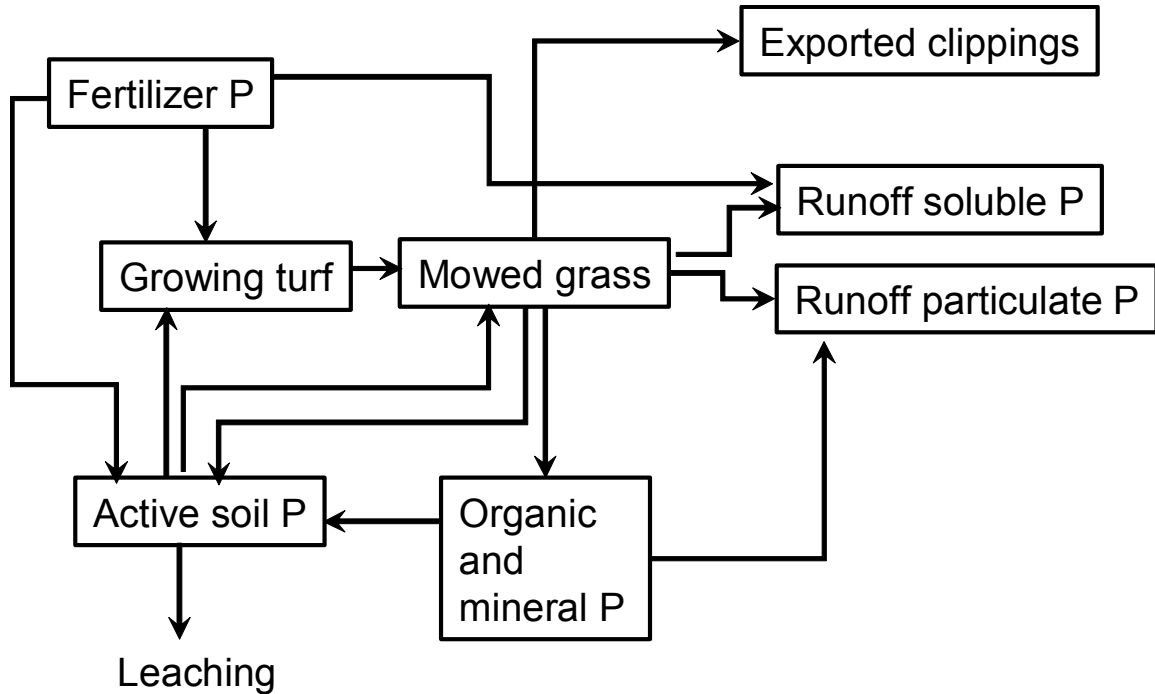 Exported clippings
Fertilizer P
Runoff soluble P
Growing turf
Mowed grass
Runoff particulate P
Active soil P
Organic
and
mineral P
Leaching